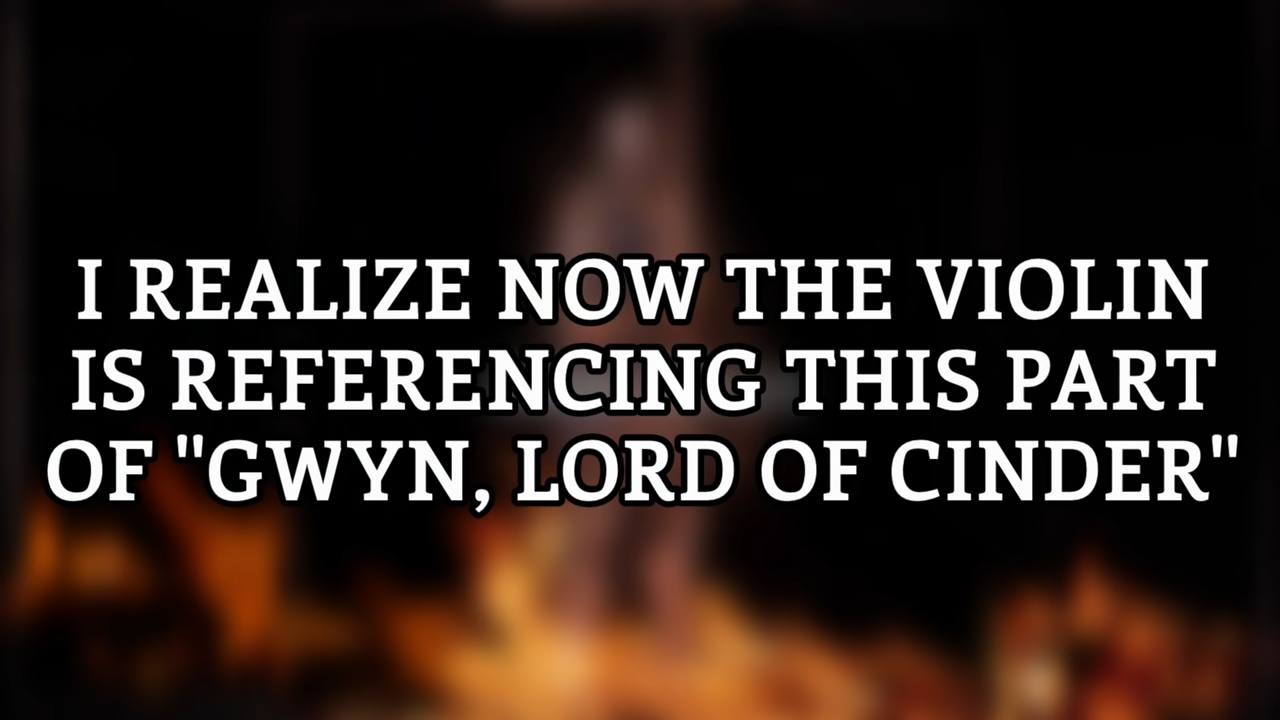 I REALIZE NOW THE VIOLIN
IS REFERENCING THIS PART
OF "GWYN, LORD OF CINDER"